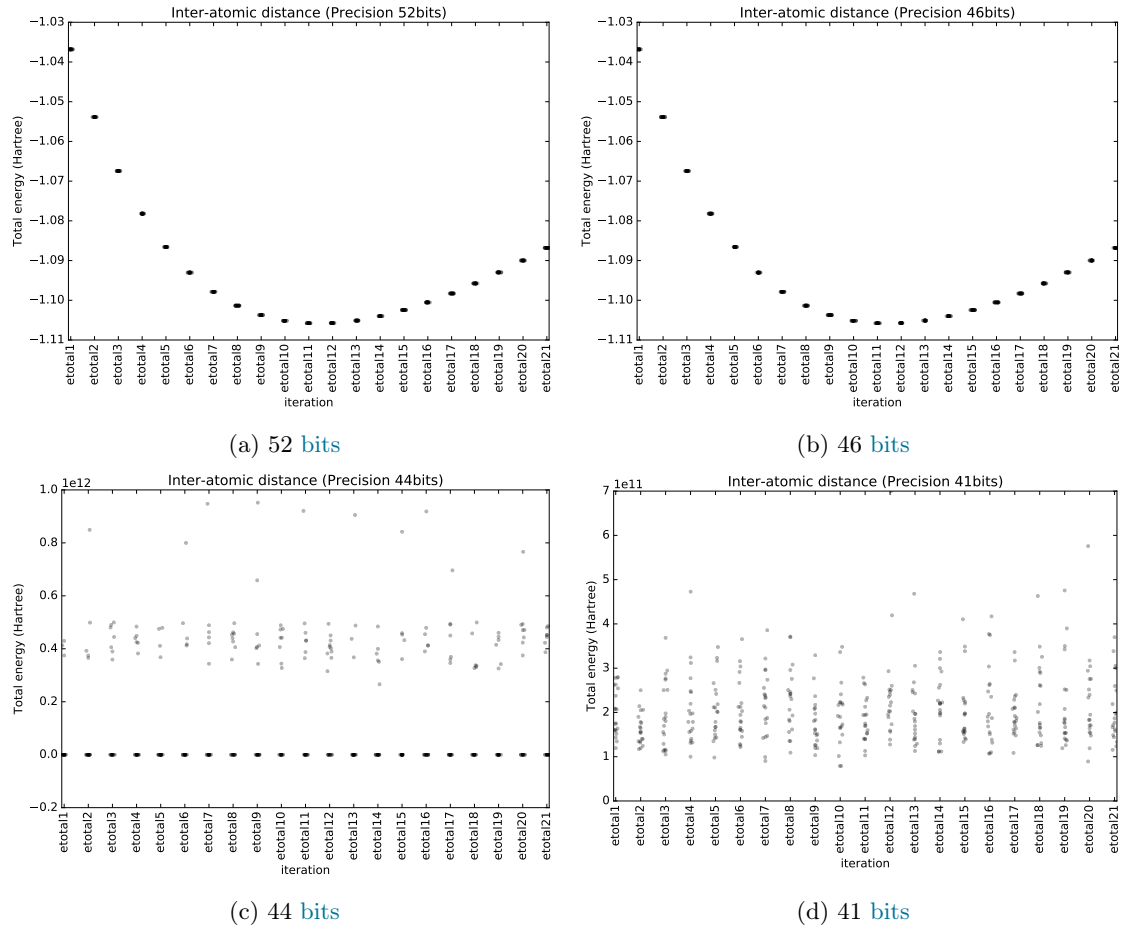 Inter-atomic distance (Precision 52bits)
Total energy (Hartree)
−1.03
−1.04
−1.05
−1.06
−1.07
−1.08
−1.09
−1.10
−1.11
etotal1 etotal2 etotal3 etotal4 etotal5 etotal6 etotal7 etotal8 etotal9 etotal10 etotal11 etotal12 etotal13 etotal14 etotal15 etotal16 etotal17 etotal18 etotal19 etotal20 etotal21
iteration
(a) 52 bits
Inter-atomic distance (Precision 46bits)
Total energy (Hartree)
−1.03
−1.04
−1.05
−1.06
−1.07
−1.08
−1.09
−1.10
−1.11
etotal1 etotal2 etotal3 etotal4 etotal5 etotal6 etotal7 etotal8 etotal9 etotal10 etotal11 etotal12 etotal13 etotal14 etotal15 etotal16 etotal17 etotal18 etotal19 etotal20 etotal21
iteration
(b) 46 bits
Inter-atomic distance (Precision 44bits)
1e12
Total energy (Hartree)
1.0
0.8
0.6
0.4
0.2
0.0
−0.2
etotal1 etotal2 etotal3 etotal4 etotal5 etotal6 etotal7 etotal8 etotal9 etotal10 etotal11 etotal12 etotal13 etotal14 etotal15 etotal16 etotal17 etotal18 etotal19 etotal20 etotal21
iteration
(c) 44 bits
Inter-atomic distance (Precision 41bits)
1e11
Total energy (Hartree)
7
6
5
4
3
2
1
0
etotal1 etotal2 etotal3 etotal4 etotal5 etotal6 etotal7 etotal8 etotal9 etotal10 etotal11 etotal12 etotal13 etotal14 etotal15 etotal16 etotal17 etotal18 etotal19 etotal20 etotal21
iteration
(d) 41 bits